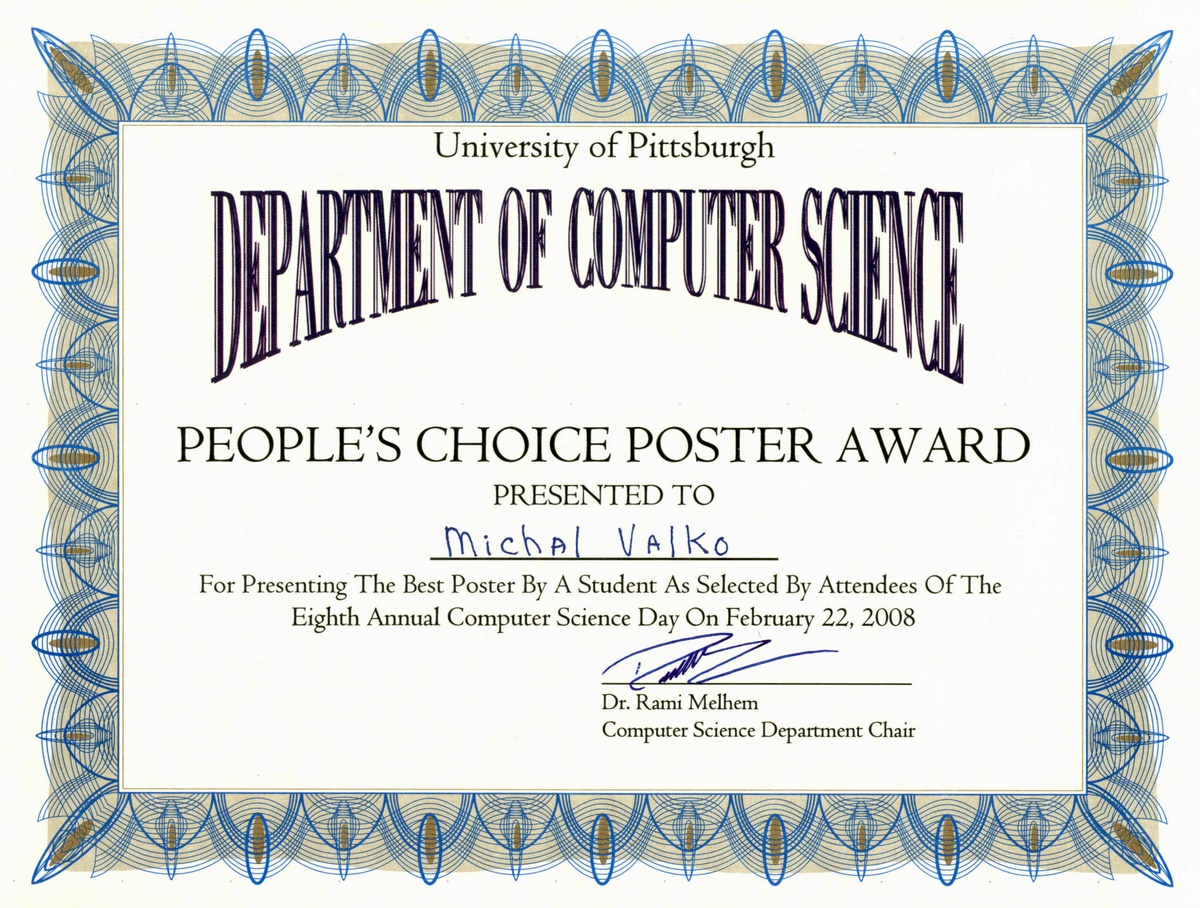 University of Pittsburgh
DEPARTMENT OF COMPUTER SCIENCE
PEOPLE'S CHOICE POSTER AWARD
PRESENTED TO
Michal Valko
For Presenting The Best Poster By A Student As Selected By Attendees Of The
Eighth Annual Computer Science Day On February 22, 2008
Dr. Rami Melhem
Computer Science Department Chair